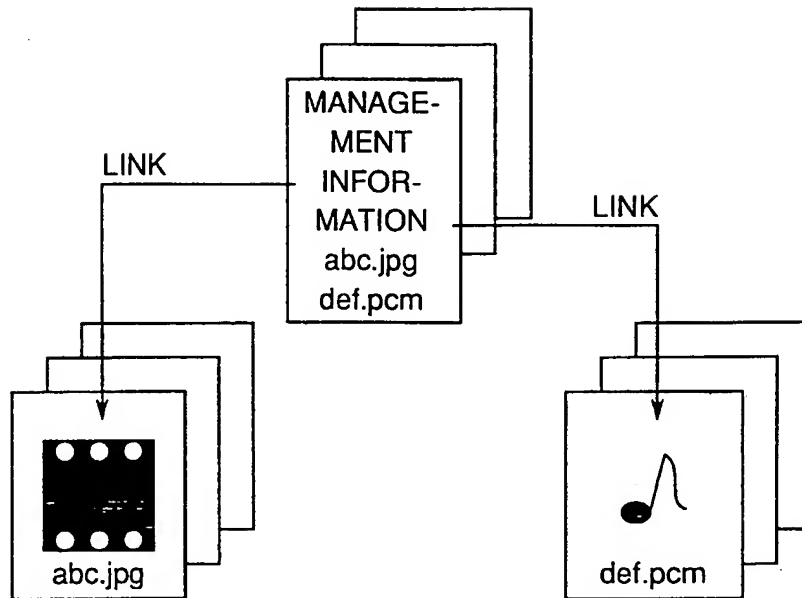 MANAGE-
MENT
INFOR-
MATION
abc.jpg
def.pcm
LINK
LINK
abc.jpg
def.pcm